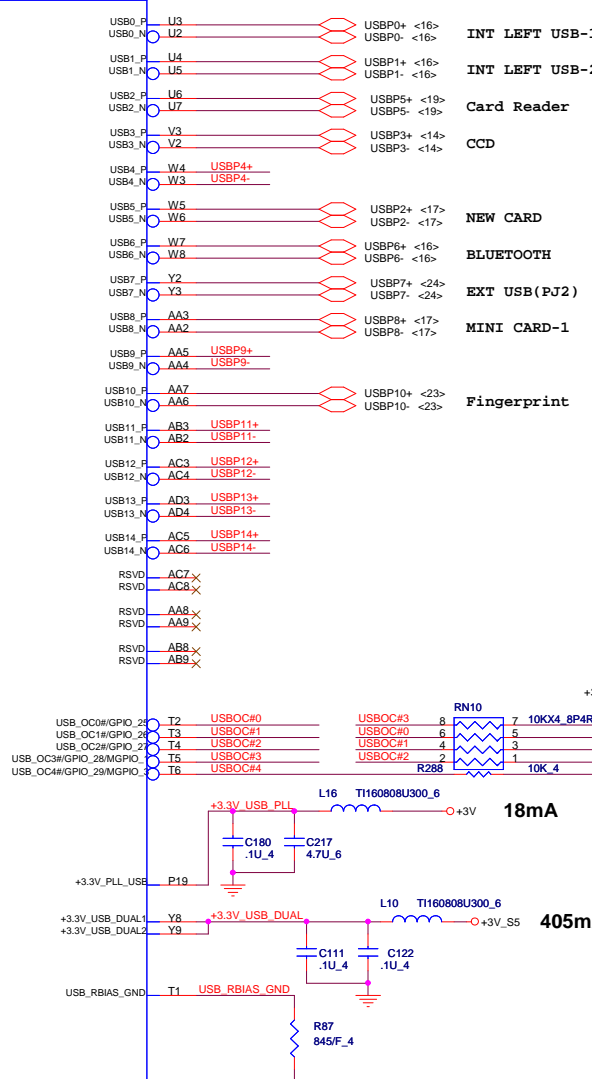 USB0_P U3 USBP0+ <16>
USB0_N U2 USBP0- <16> INT LEFT USB-1
USB1_P U4 USBP1+ <16>
USB1_N U5 USBP1- <16> INT LEFT USB-2
USB2_P U6 USBP5+ <19>
USB2_N U7 USBP5- <19> Card Reader
USB3_P V3 USBP3+ <14>
USB3_N V2 USBP3- <14> CCD
USB4_P W4 USBP4+
USB4_N W3 USBP4-
USB5_P W5 USBP2+ <17>
USB5_N W6 USBP2- <17> NEW CARD
USB6_P W7 USBP6+ <16>
USB6_N W8 USBP6- <16> BLUETOOTH
USB7_P Y2 USBP7+ <24>
USB7_N Y3 USBP7- <24> EXT USB(PJ2)
USB8_P AA3 USBP8+ <17>
USB8_N AA2 USBP8- <17> MINI CARD-1
USB9_P AA5 USBP9+
USB9_N AA4 USBP9-
USB10_P AA7 USBP10+ <23>
USB10_N AA6 USBP10- <23> Fingerprint
USB11_P AB3 USBP11+
USB11_N AB2 USBP11-
USB12_P AC3 USBP12+
USB12_N AC4 USBP12-
USB13_P AD3 USBP13+
USB13_N AD4 USBP13-
USB14_P AC5 USBP14+
USB14_N AC6 USBP14-
RSVD AC7
RSVD AC8
RSVD AA8
RSVD AA9
RSVD AB8
RSVD AB9
RN10
USB_OC0#/GPIO_25 T2 USBOC#0 USBOC#3 8 7 10KX4_8P4R
USB_OC1#/GPIO_26 T3 USBOC#1 USBOC#0 6 5
USB_OC2#/GPIO_27 T4 USBOC#2 USBOC#1 4 3
USB_OC3#/GPIO_28/MGPIO_ T5 USBOC#3 USBOC#2 2 1
USB_OC4#/GPIO_29/MGPIO_ T6 USBOC#4 R288 10K_4
L16 TI160808U300_6
+3.3V_USB_PLL +3V 18mA
C180 C217
.1U_4 4.7U_6
+3.3V_PLL_USB P19
L10 TI160808U300_6
+3.3V_USB_DUAL1 Y8 +3.3V_USB_DUAL +3V_S5 405m
+3.3V_USB_DUAL2 Y9
C111 C122
.1U_4 .1U_4
USB_RBIAS_GND T1 USB_RBIAS_GND
R87
845/F_4